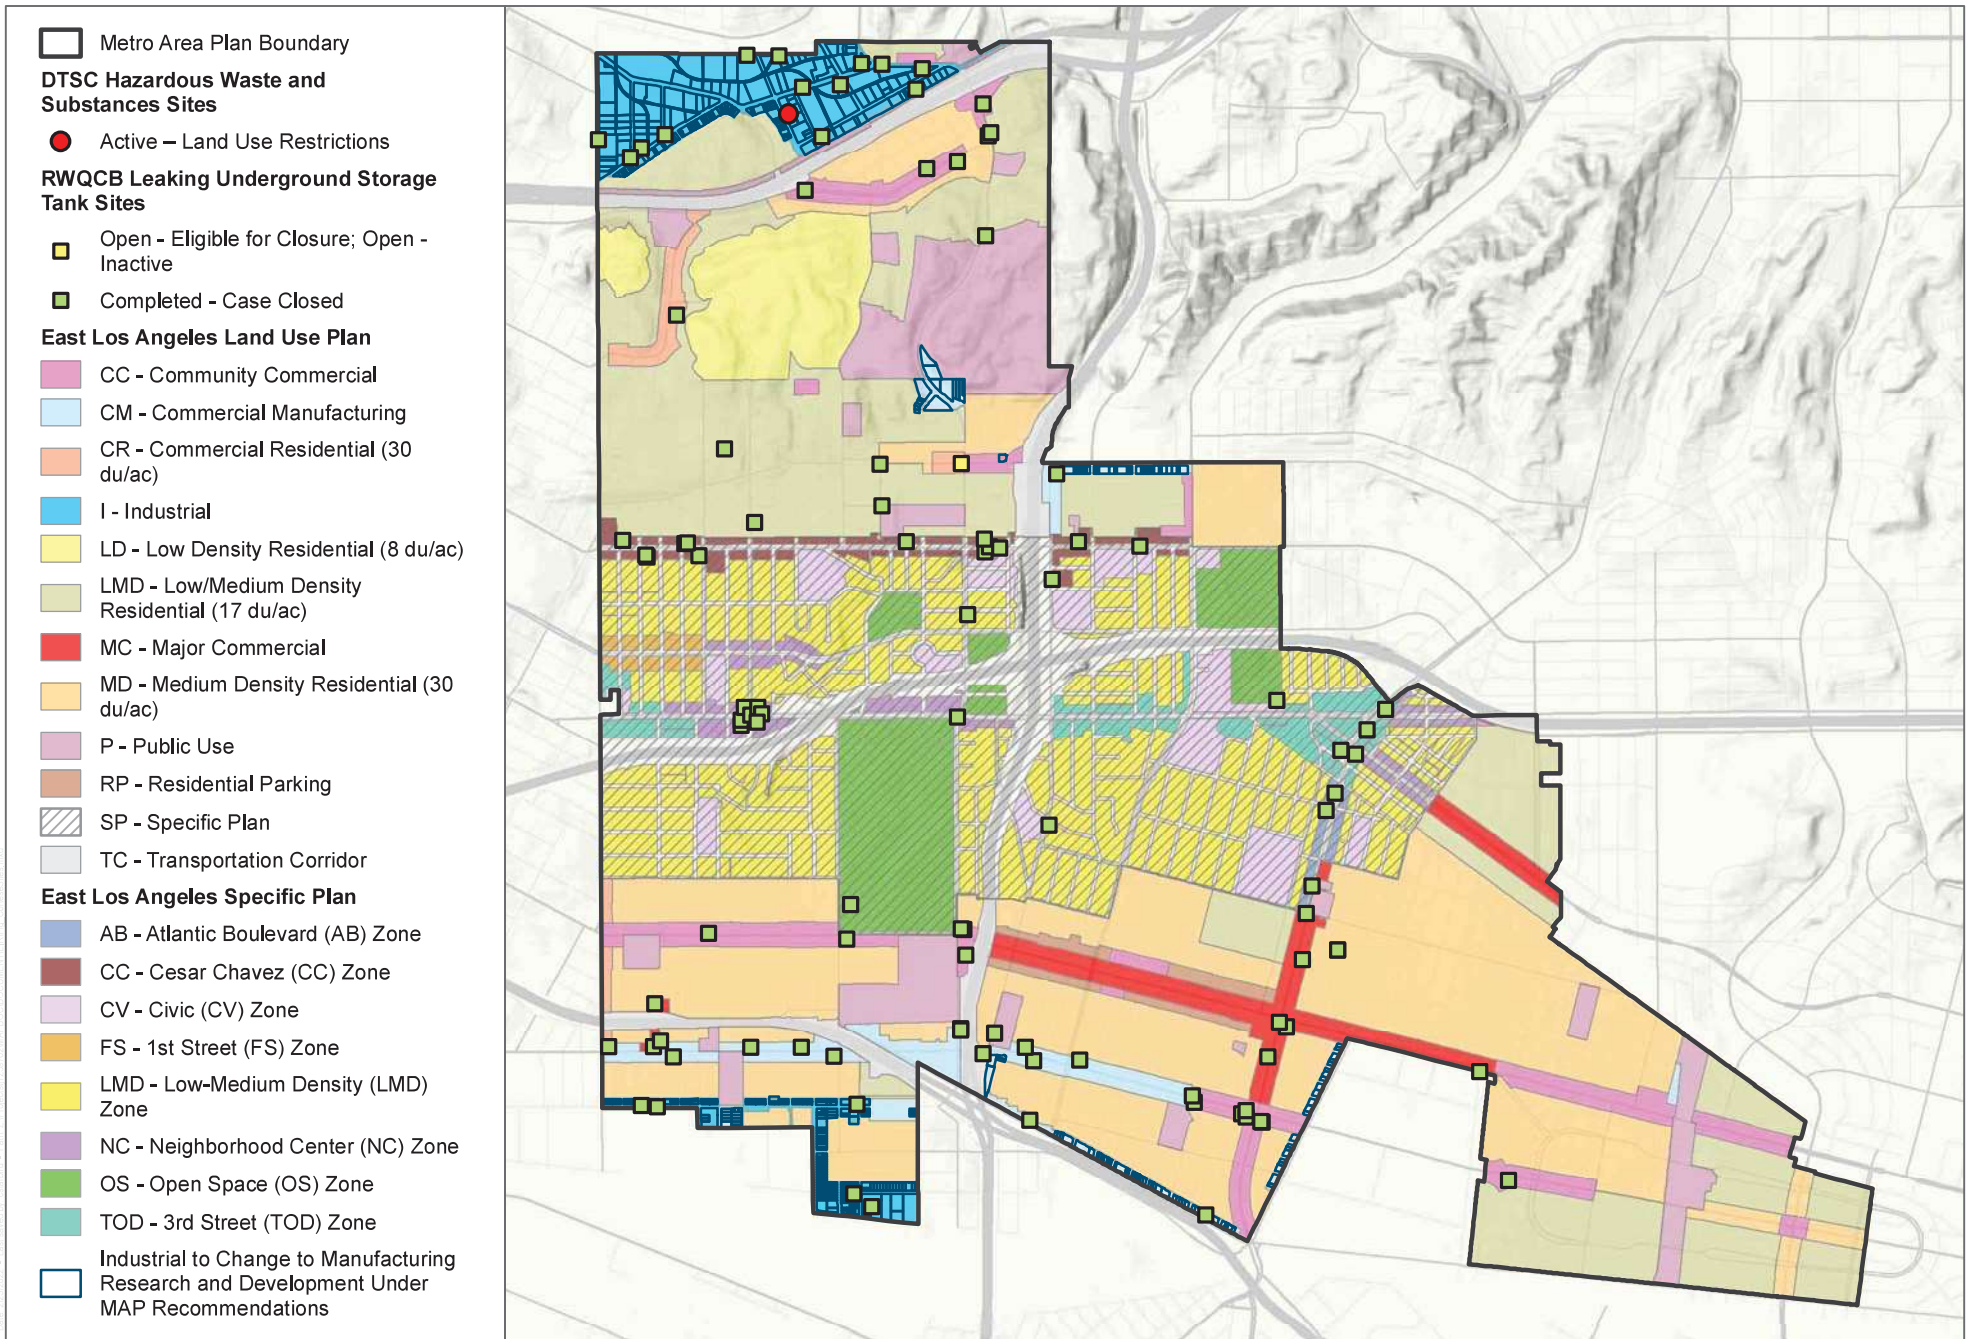 Metro Area Plan Boundary
DTSC Hazardous Waste and
Substances Sites
Active – Land Use Restrictions
RWQCB Leaking Underground Storage
Tank Sites
Open - Eligible for Closure; Open -
Inactive
Completed - Case Closed
East Los Angeles Land Use Plan
CC - Community Commercial
CM - Commercial Manufacturing
CR - Commercial Residential (30
du/ac)
I - Industrial
LD - Low Density Residential (8 du/ac)
LMD - Low/Medium Density
Residential (17 du/ac)
MC - Major Commercial
MD - Medium Density Residential (30
du/ac)
P - Public Use
RP - Residential Parking
SP - Specific Plan
TC - Transportation Corridor
East Los Angeles Specific Plan
AB - Atlantic Boulevard (AB) Zone
CC - Cesar Chavez (CC) Zone
CV - Civic (CV) Zone
FS - 1st Street (FS) Zone
LMD - Low-Medium Density (LMD)
Zone
NC - Neighborhood Center (NC) Zone
OS - Open Space (OS) Zone
TOD - 3rd Street (TOD) Zone
Industrial to Change to Manufacturing
Research and Development Under
MAP Recommendations